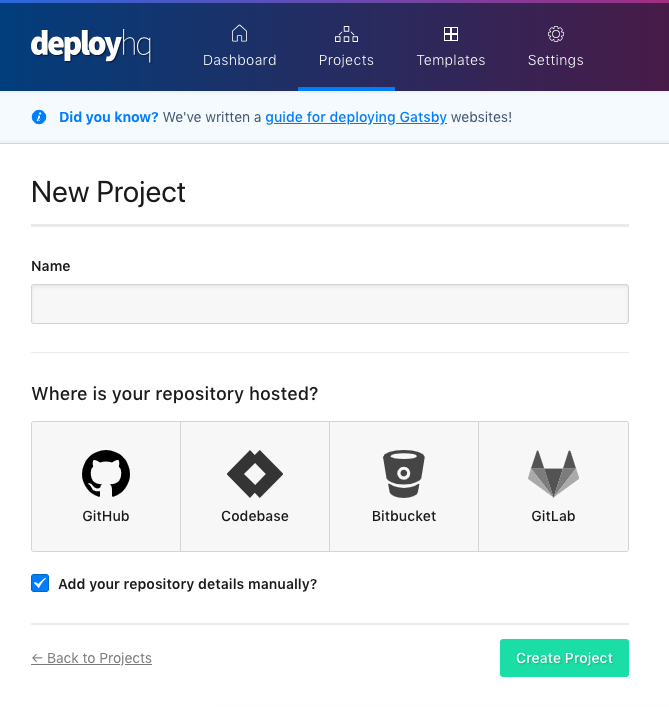 deployhq
Dashboard
Projects
Templates
Settings
Did you know? We've written a guide for deploying Gatsby websites!
New Project
Name
Where is your repository hosted?
GitHub
Codebase
Bitbucket
GitLab
Add your repository details manually?
← Back to Projects
Create Project